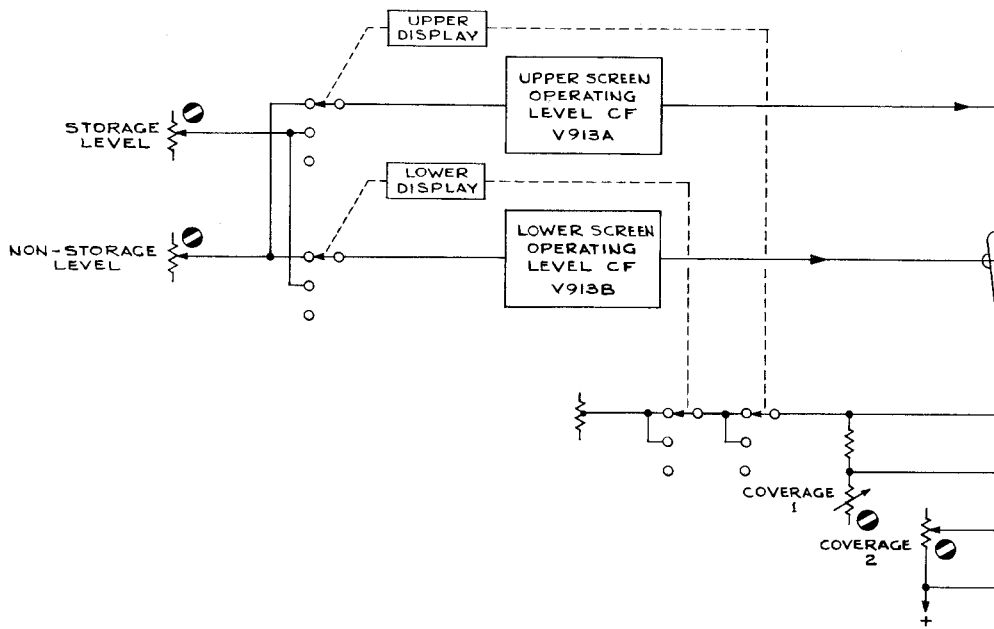 UPPER
DISPLAY
UPPER SCREEN
OPERATING
LEVEL CF
V913A
STORAGE
LEVEL
LOWER
DISPLAY
NON-STORAGE
LEVEL
LOWER SCREEN
OPERATING
LEVEL CF
V913B
COVERAGE
1
COVERAGE
2
+